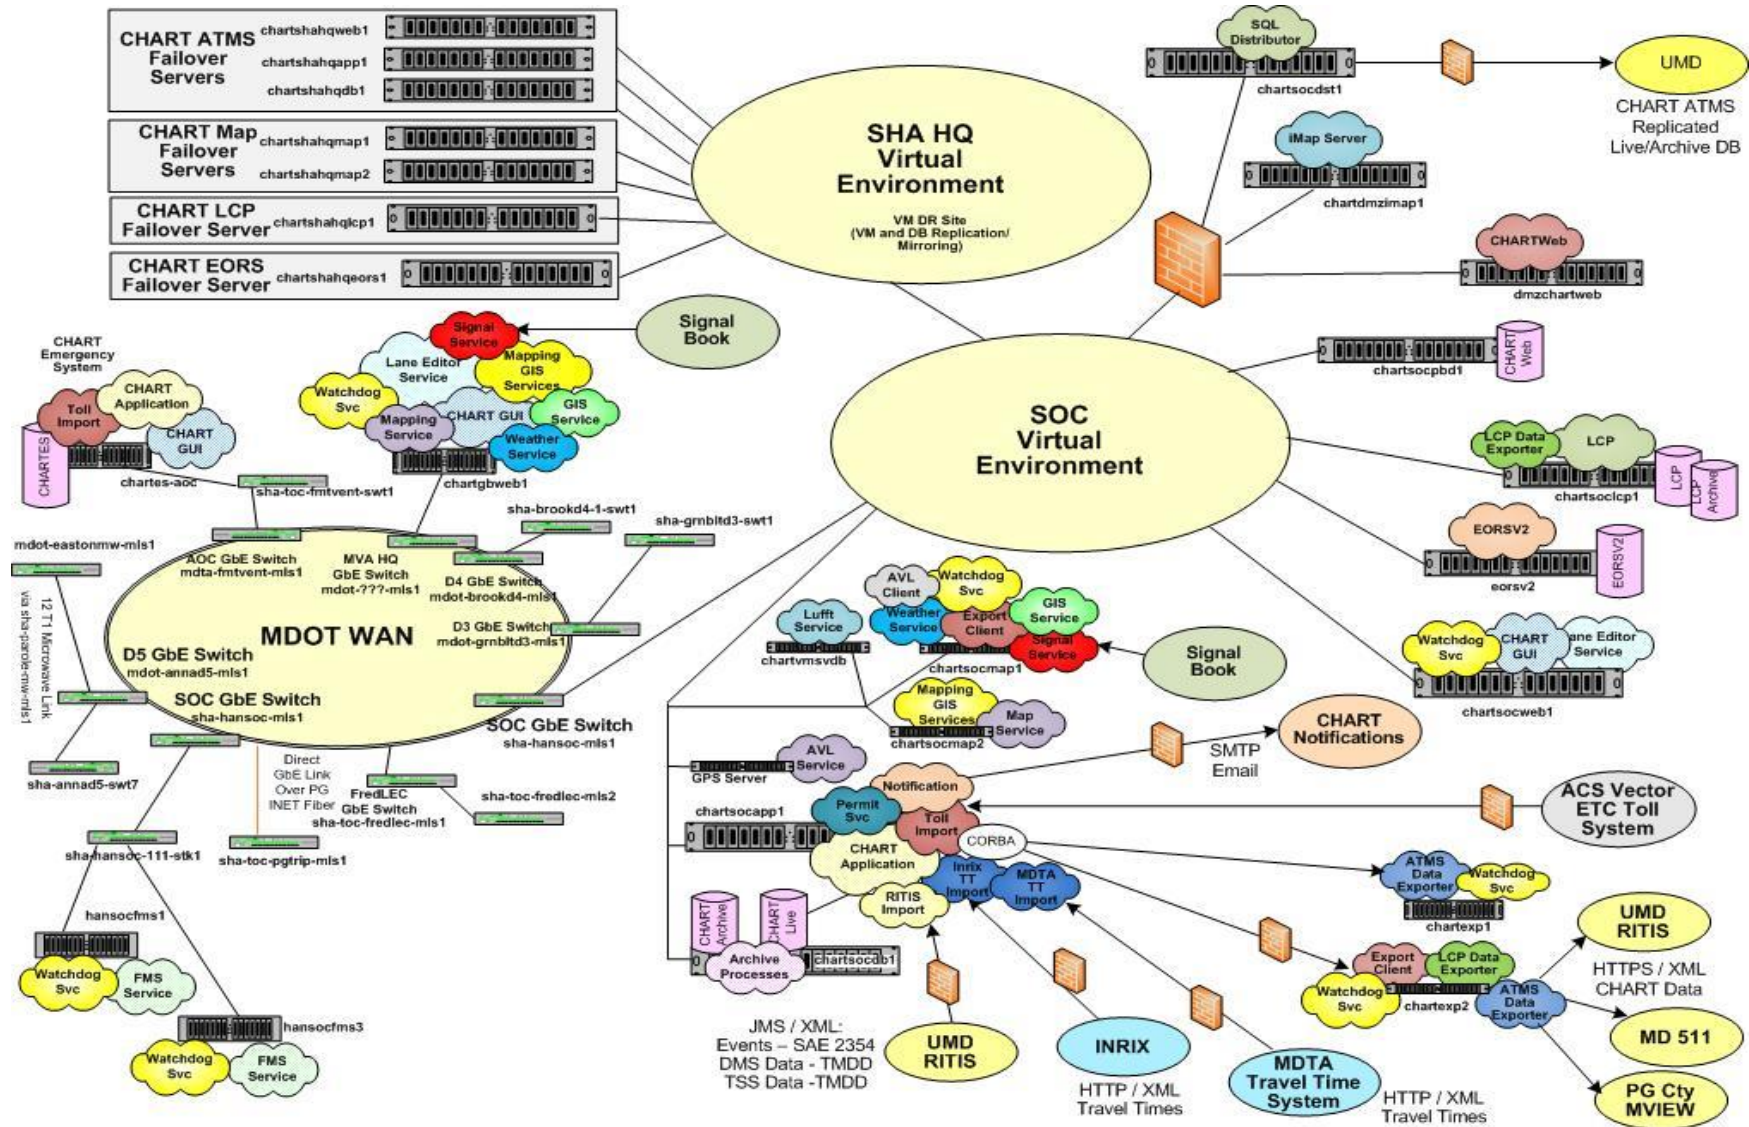 CHART ATMS
Failover
Servers
chartshahqweb1
chartshahqapp1
chartshahqdb1
CHART Map
Failover
Servers
chartshahqmap1
chartshahqmap2
CHART LCP
Failover Server
chartshahqlcp1
CHART EORS
Failover Server
chartshahqeors1
SHA HQ
Virtual
Environment
VM DR Site
(VM and DB Replication/
Mirroring)
SQL
Distributor
chartsocdst1
UMD
CHART ATMS
Replicated
Live/Archive DB
iMap Server
chartdmzimap1
CHARTWeb
dmzchartweb
chartsocpbd1
CHART
Web
SOC
Virtual
Environment
LCP Data
Exporter
LCP
chartsoclcp1
LCP
LCP
Archive
EORSV2
eorsv2
EORSV2
Watchdog
Svc
CHART
GUI
ane Editor
Service
chartsocweb1
CHART
Emergency
System
Toll
Import
CHART
Application
CHART
GUI
CHARTES
chartes-aoc
Signal
Service
Signal
Book
Lane Editor
Service
Mapping
GIS
Services
Watchdog
Svc
Mapping
Service
CHART GUI
GIS
Service
Weather
Service
chartgbweb1
sha-toc-fmtvent-swt1
sha-brookd4-1-swt1
sha-grnbltd3-swt1
mdot-eastonmw-mls1
12 T1 Microwave Link
via sha-parole-mw-mls1
AOC GbE Switch
mdta-fmtvent-mls1
MVA HQ
GbE Switch
mdot-???-mls1
D4 GbE Switch
mdot-brookd4-mls1
D3 GbE Switch
mdot-grnbltd3-mls1
MDOT WAN
D5 GbE Switch
mdot-annad5-mls1
SOC GbE Switch
sha-hansoc-mls1
SOC GbE Switch
sha-hansoc-mls1
sha-annad5-swt7
Direct
GbE Link
Over PG
INET Fiber
FredLEC
GbE Switch
sha-toc-fredlec-mls1
sha-toc-fredlec-mls2
sha-hansoc-111-stk1
sha-toc-pgtrip-mls1
hansocfms1
Watchdog
Svc
FMS
Service
hansocfms3
Watchdog
Svc
FMS
Service
Lufft
Service
chartvmsvdb
AVL
Client
Watchdog
Svc
Weather
Service
Export
Client
GIS
Service
Signal
Service
chartsocmap1
Signal
Book
Mapping
GIS
Services
Map
Service
chartsocmap2
AVL
Service
GPS Server
Notification
SMTP
Email
CHART
Notifications
chartsocapp1
Permit
Svc
Toll
Import
CORBA
ACS Vector
ETC Toll
System
CHART
Application
Inrix
TT
Import
MDTA
TT
Import
RITIS
Import
CHART
Archive
CHART
Live
Archive
Processes
chartsocdb1
JMS / XML:
Events – SAE 2354
DMS Data - TMDD
TSS Data -TMDD
UMD
RITIS
INRIX
HTTP / XML
Travel Times
MDTA
Travel Time
System
HTTP / XML
Travel Times
ATMS
Data
Exporter
Watchdog
Svc
chartexp1
Export
Client
LCP Data
Exporter
Watchdog
Svc
chartexp2
ATMS
Data
Exporter
UMD
RITIS
HTTPS / XML
CHART Data
MD 511
PG Cty
MVIEW